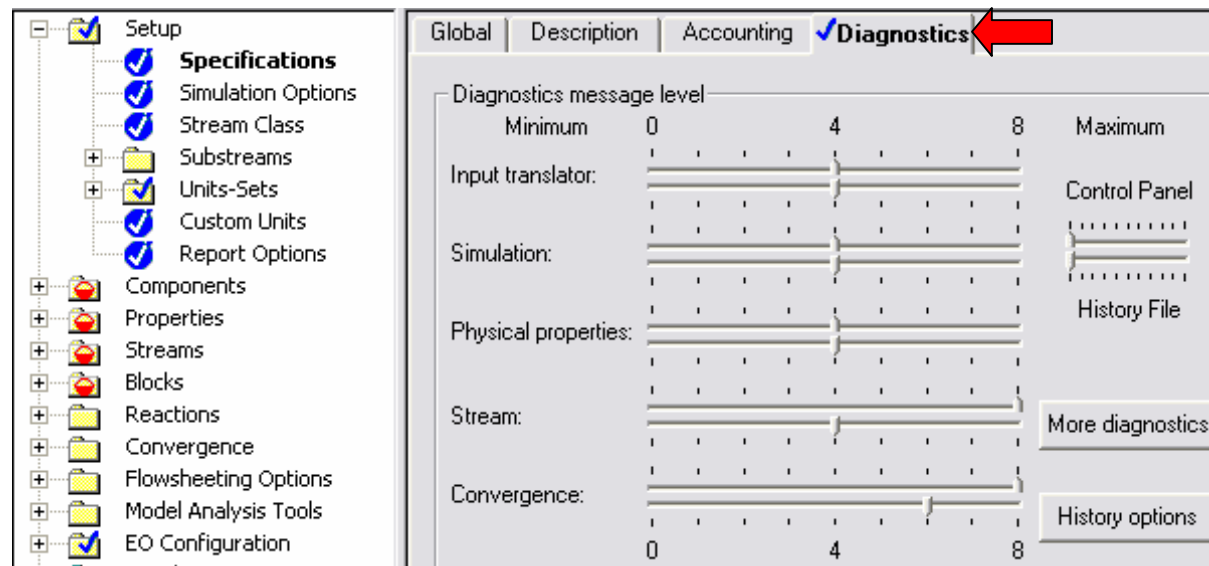 Setup
Specifications
Simulation Options
Stream Class
Substreams
Units-Sets
Custom Units
Report Options
Components
Properties
Streams
Blocks
Reactions
Convergence
Flowsheeting Options
Model Analysis Tools
EO Configuration
Global Description Accounting Diagnostics
Diagnostics message level
Minimum 0 4 8 Maximum
Input translator:
Control Panel
Simulation:
History File
Physical properties:
Stream:
More diagnostics
Convergence:
History options
0 4 8